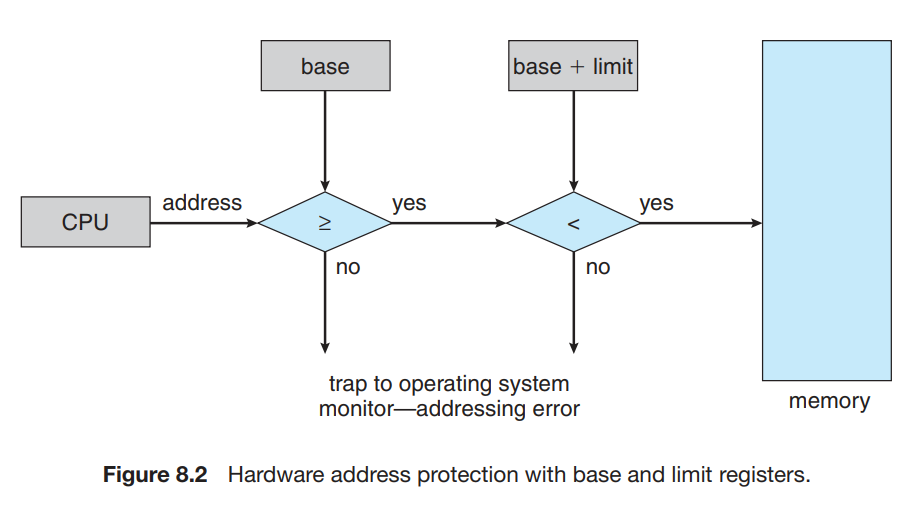 base
base + limit
CPU
address
≥
yes
<
yes
no
no
trap to operating system
monitor—addressing error
memory
Figure 8.2 Hardware address protection with base and limit registers.